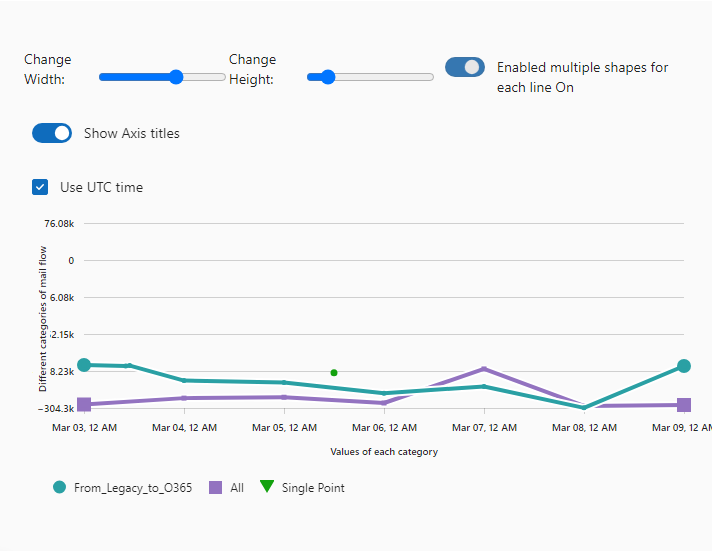 Change
Width:
Change
Height:
Enabled multiple shapes for
each line On
Show Axis titles
Use UTC time
76.08k
0
6.08k
2.15k
8.23k
−304.3k
Different categories of mail flow
Mar 03, 12 AM Mar 04, 12 AM Mar 05, 12 AM Mar 06, 12 AM Mar 07, 12 AM Mar 08, 12 AM Mar 09, 12 AM
Values of each category
From_Legacy_to_O365 All Single Point